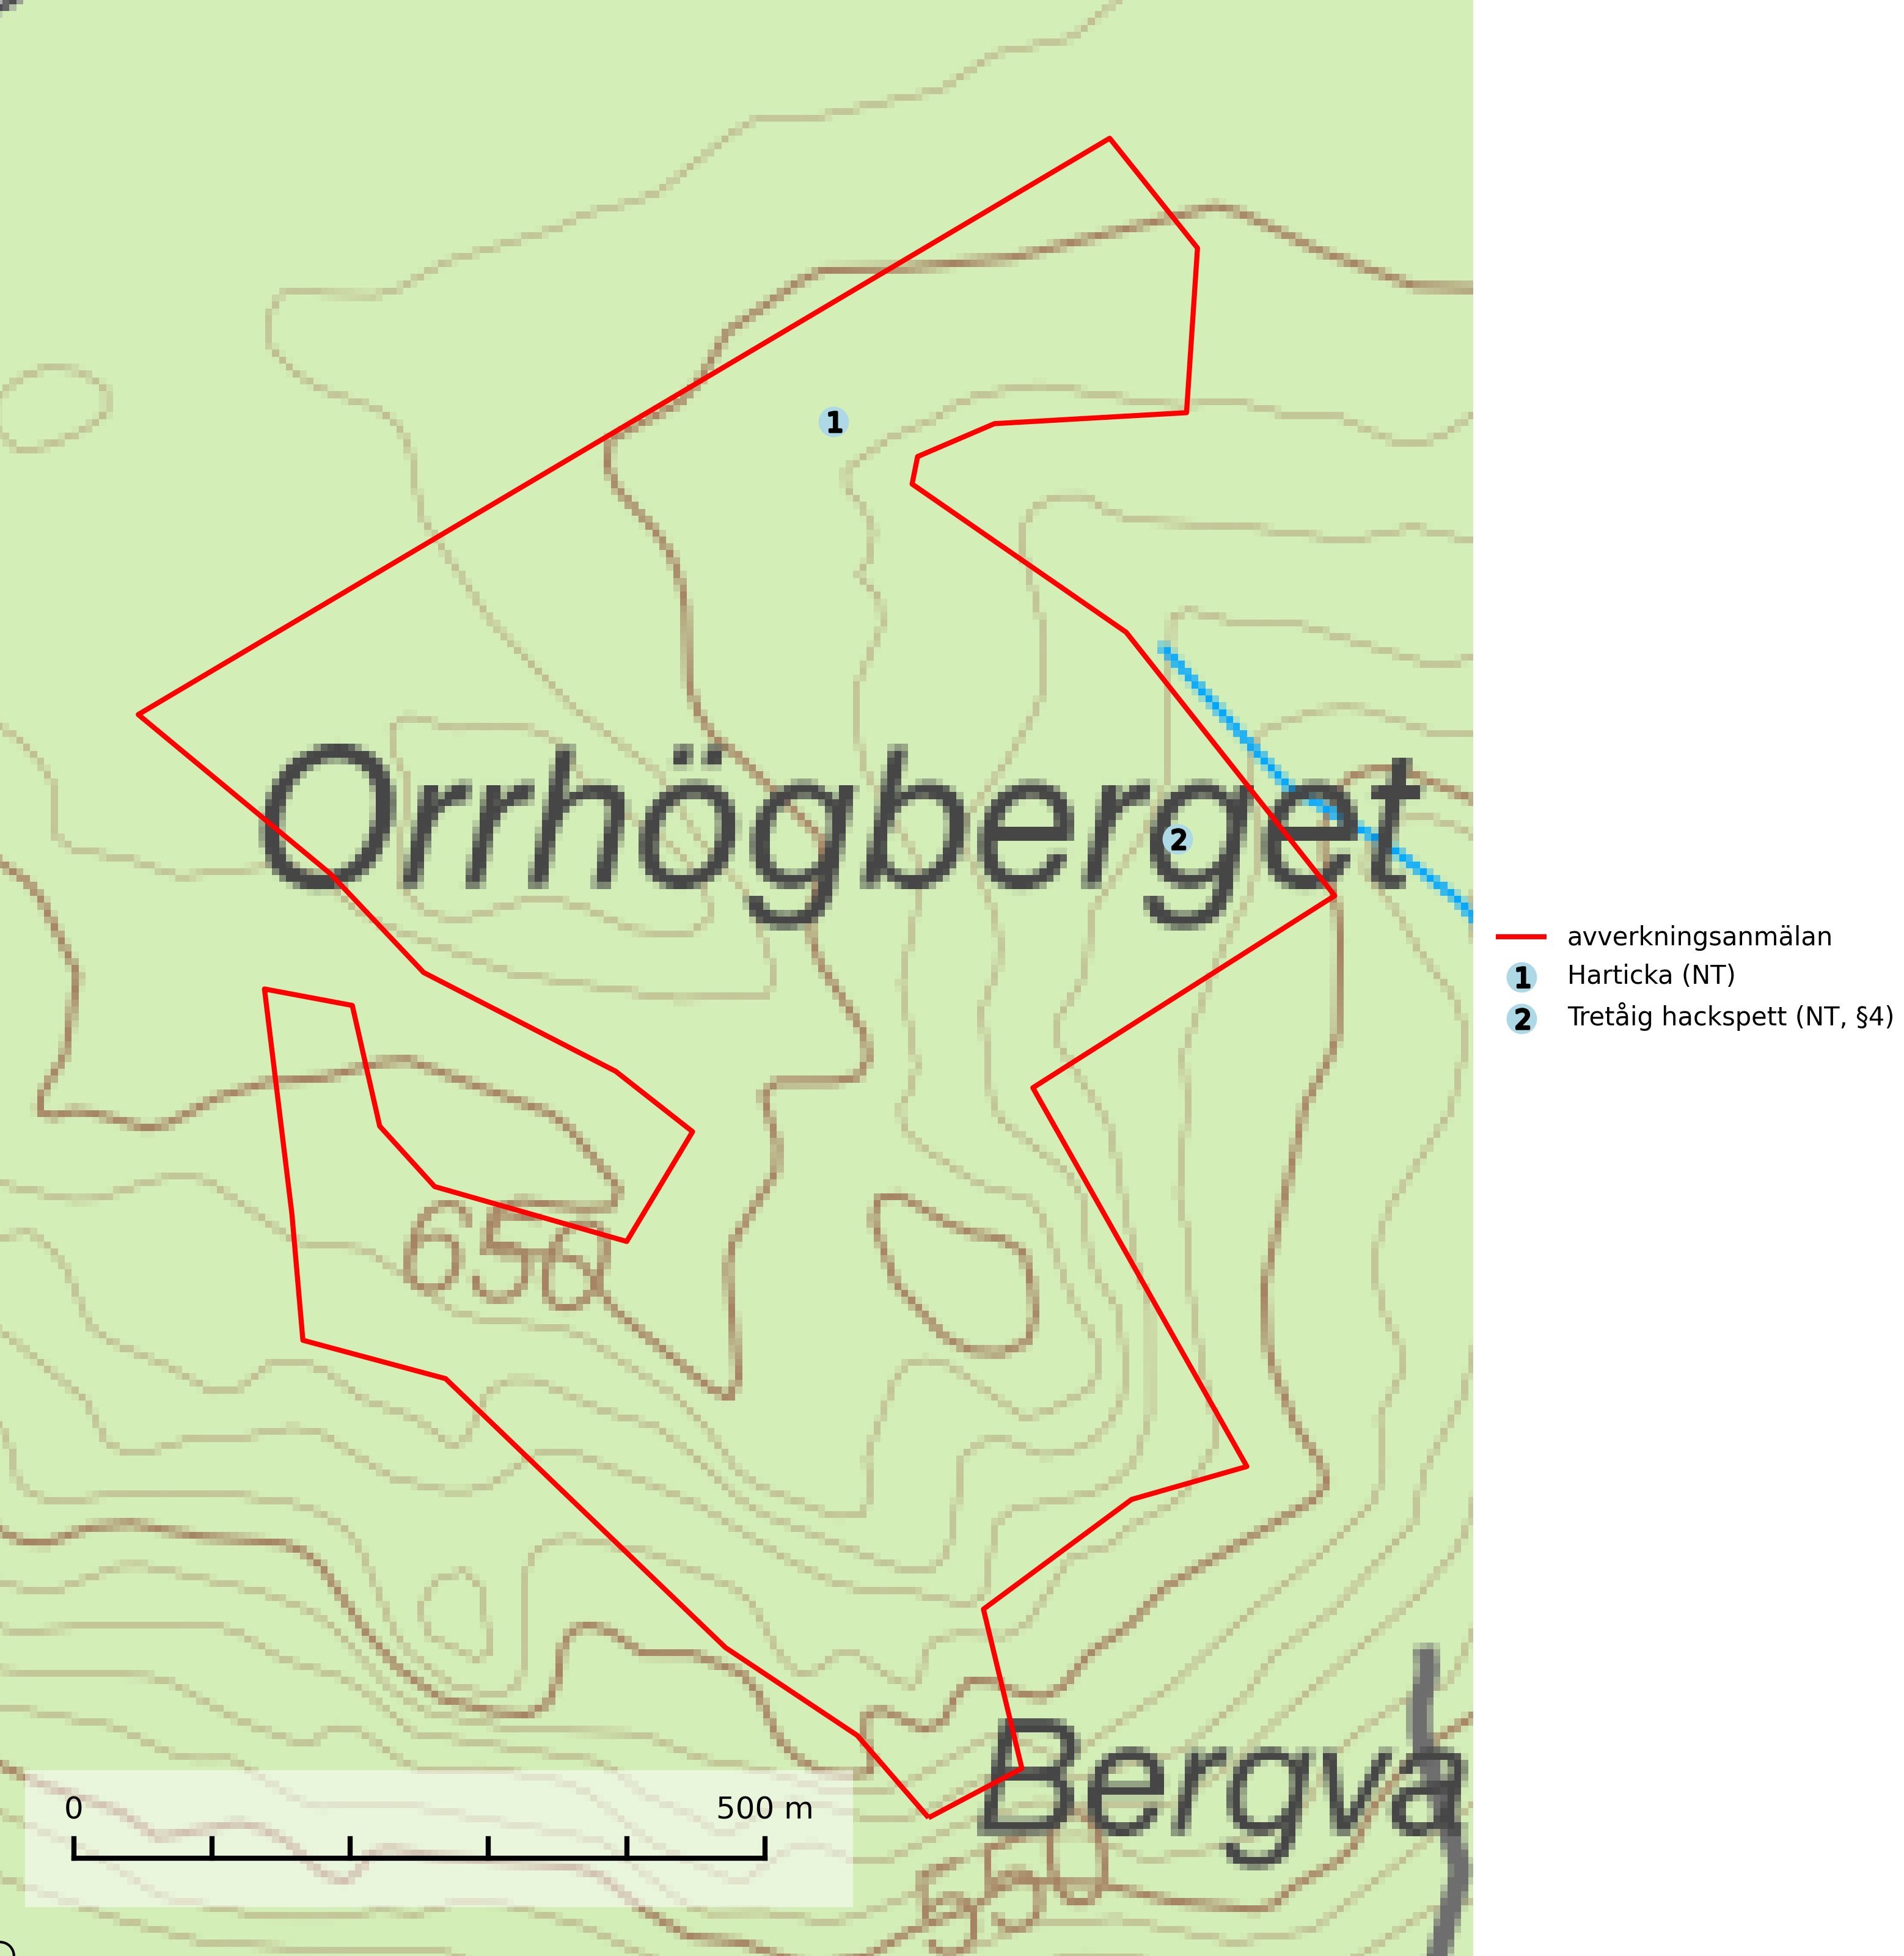 1
Orrhögberget
2
656
Bergva
550
0 500 m
avverkningsanmälan
1 Harticka (NT)
2 Tretåig hackspett (NT, §4)